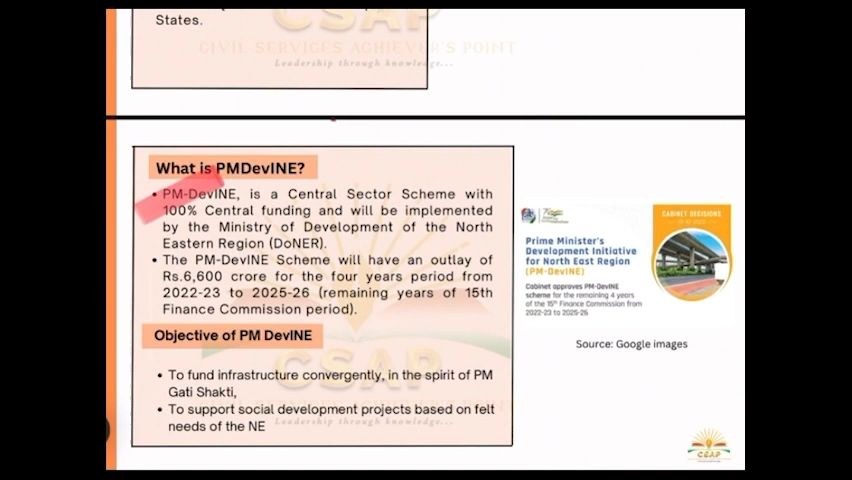 States.
CSAP
CIVIL SERVICES ACHIEVER'S POINT
Leadership through knowledge...
What is PMDevINE?
• PM-DevINE, is a Central Sector Scheme with
100% Central funding and will be implemented
by the Ministry of Development of the North
Eastern Region (DoNER).
• The PM-DevINE Scheme will have an outlay of
Rs.6,600 crore for the four years period from
2022-23 to 2025-26 (remaining years of 15th
Finance Commission period).
Objective of PM DevINE
• To fund infrastructure convergently, in the spirit of PM
Gati Shakti,
• To support social development projects based on felt
needs of the NE
CSAP
Leadership through knowledge...
CABINET DECISIONS
Prime Minister's
Development Initiative
for North East Region
(PM-DevINE)
Cabinet approves PM-DevINE
scheme for the remaining 4 years
of the 15th Finance Commission from
2022-23 to 2025-26
Source: Google images
CSAP